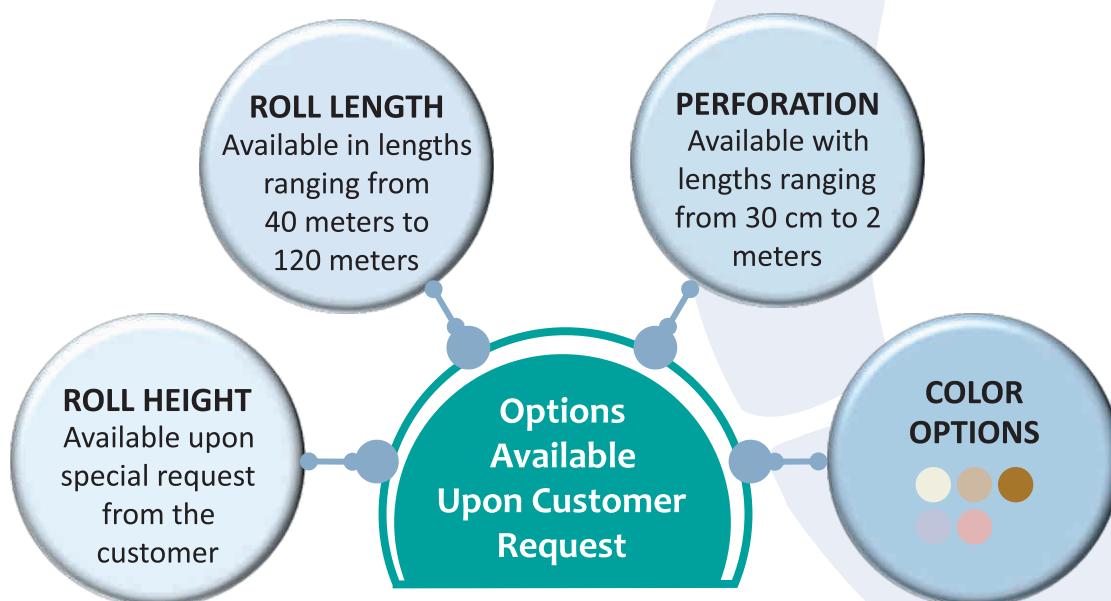 ROLL LENGTH
Available in lengths
ranging from
40 meters to
120 meters
PERFORATION
Available with
lengths ranging
from 30 cm to 2
meters
ROLL HEIGHT
Available upon
special request
from the
customer
Options
Available
Upon Customer
Request
COLOR
OPTIONS